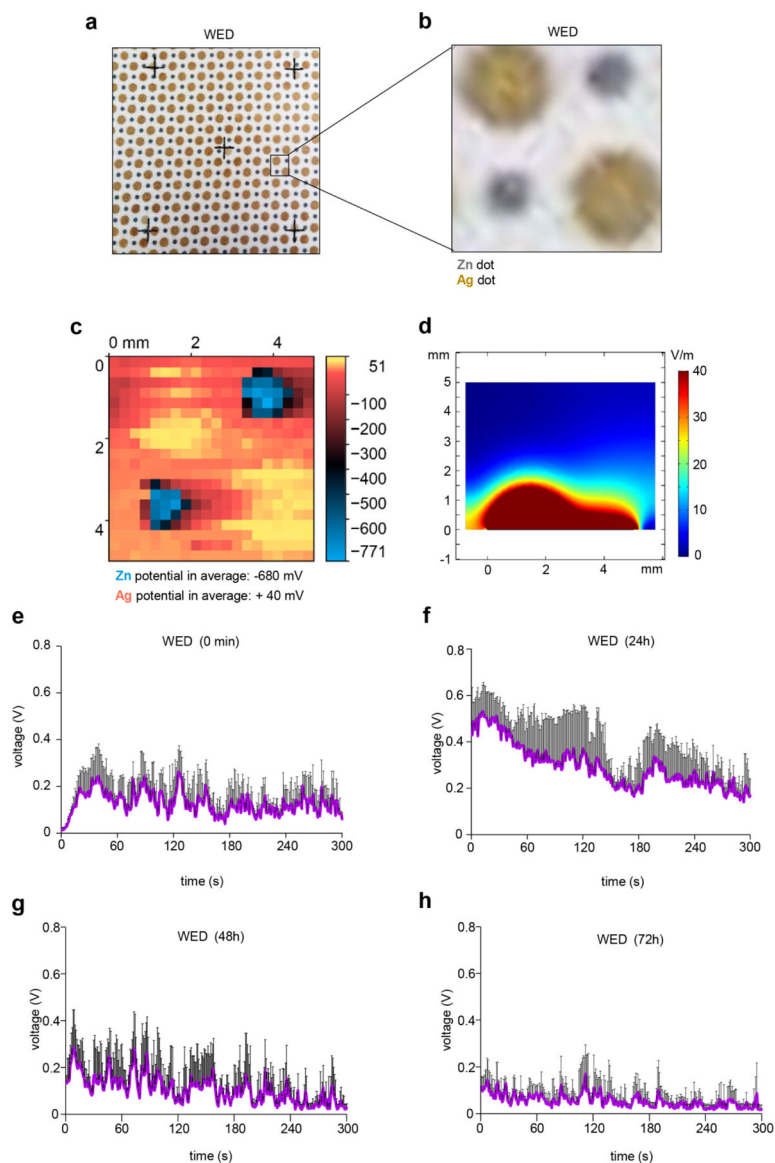 a
WED
b
WED
Zn dot
Ag dot
c
0 mm 2 4
0
2
4
51
−100
−200
−300
−400
−500
−600
−771
Zn potential in average: -680 mV
Ag potential in average: + 40 mV
d
mm
5
4
3
2
1
0
-1
0 2 4 mm
V/m
40
30
20
10
0
e
WED (0 min)
voltage (V)
0.8
0.6
0.4
0.2
0
0 60 120 180 240 300
time (s)
f
WED (24h)
voltage (V)
0.8
0.6
0.4
0.2
0
0 60 120 180 240 300
time (s)
g
WED (48h)
voltage (V)
0.8
0.6
0.4
0.2
0
0 60 120 180 240 300
time (s)
h
WED (72h)
voltage (V)
0.8
0.6
0.4
0.2
0
0 60 120 180 240 300
time (s)